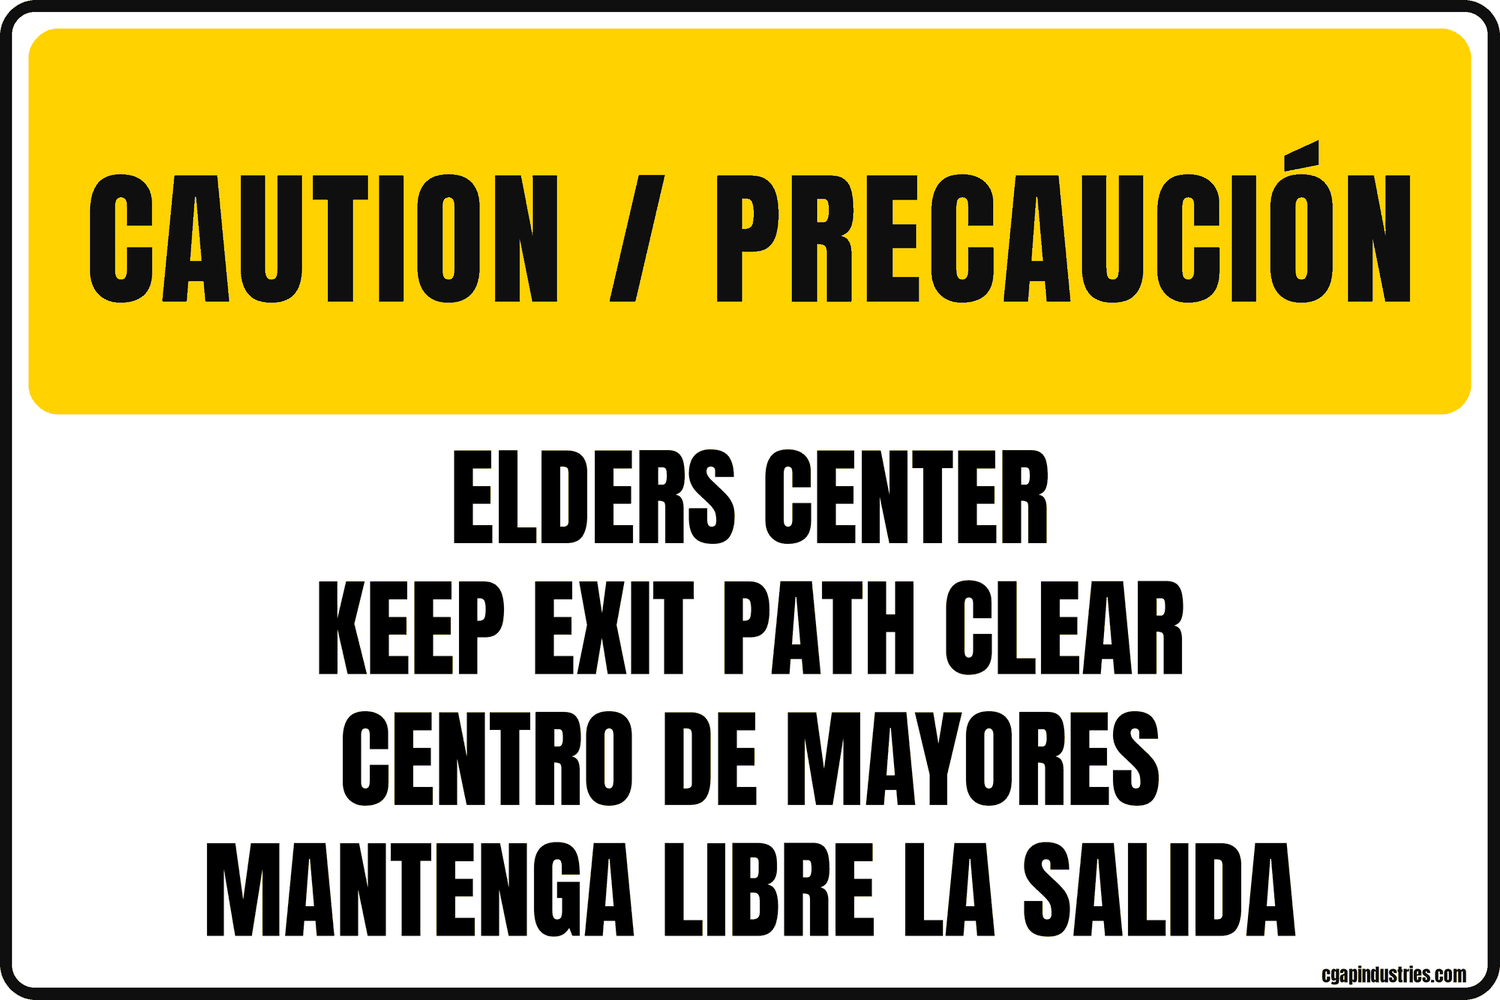 CAUTION / PRECAUCIÓN
ELDERS CENTER
KEEP EXIT PATH CLEAR
CENTRO DE MAYORES
MANTENGA LIBRE LA SALIDA
cgapindustries.com